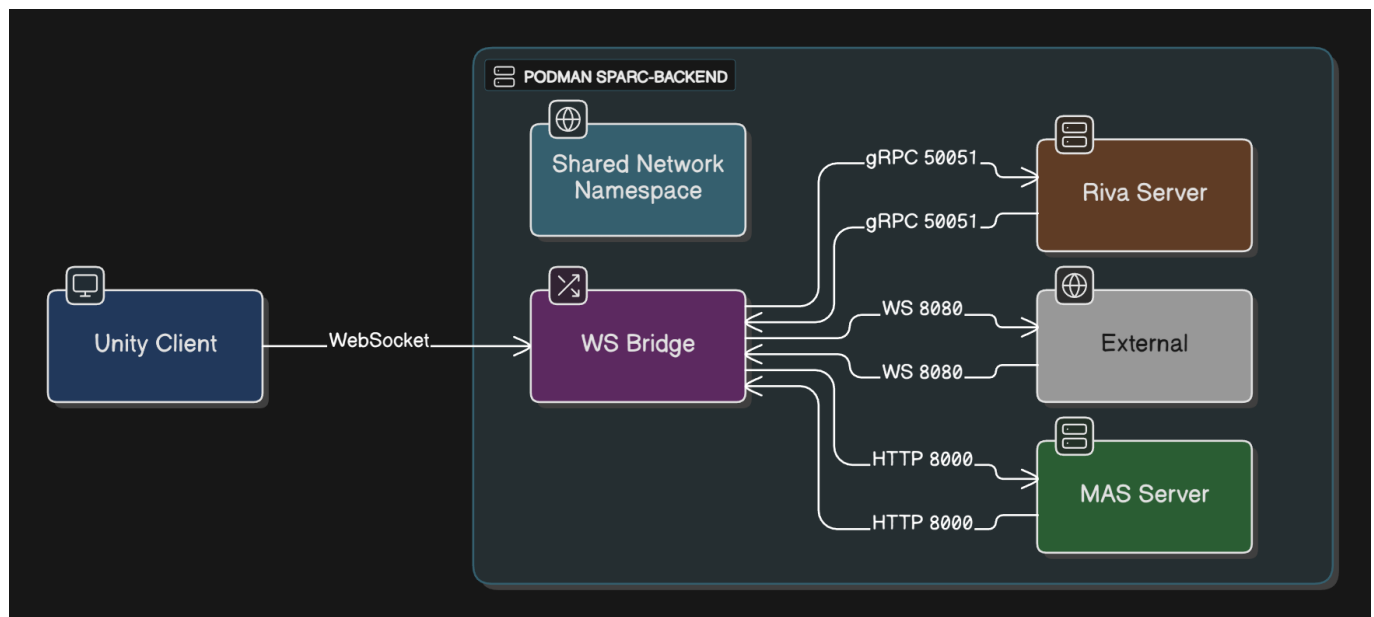 PODMAN SPARC-BACKEND
Shared Network
Namespace
gRPC 50051
Riva Server
gRPC 50051
Unity Client
WebSocket
WS Bridge
WS 8080
External
WS 8080
HTTP 8000
MAS Server
HTTP 8000